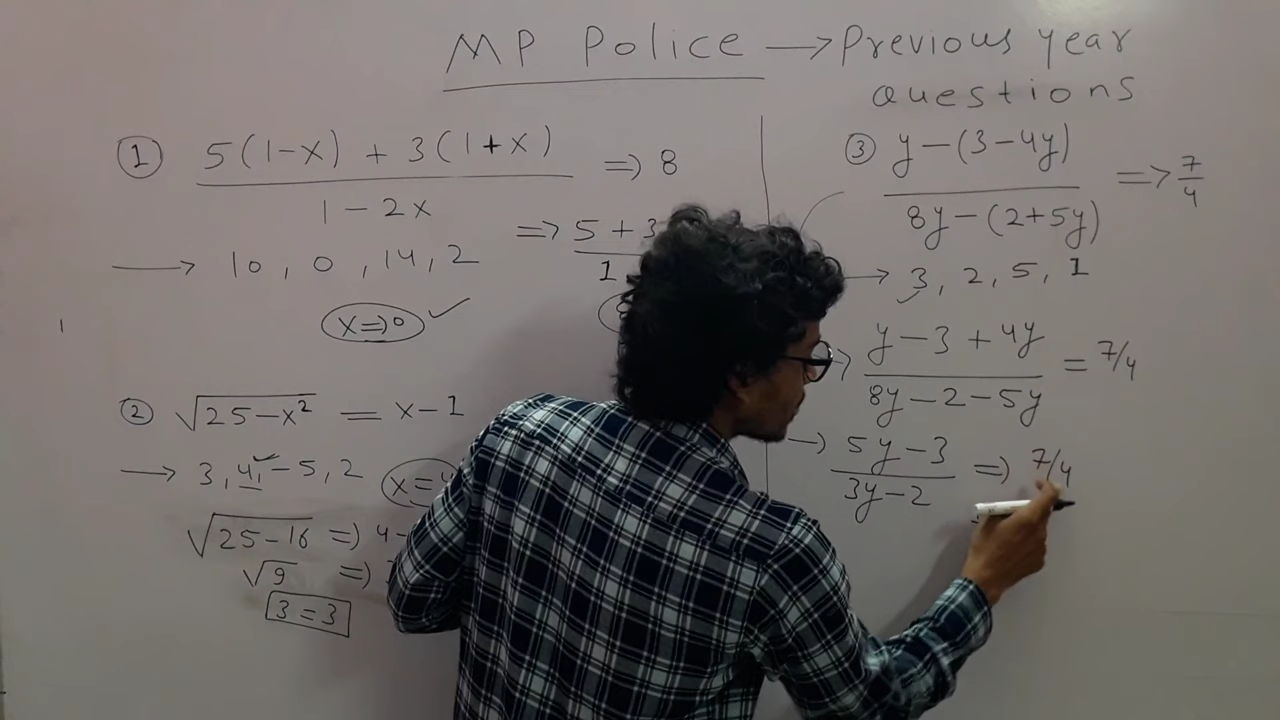 MP Police → Previous year
questions
① 5(1-x) + 3(1+x) / 1-2x => 8
→ 10, 0, 14, 2
=> 5 + 3 / 1
x=>0 ✓
② √25-x² = x-1
→ 3, 4, -5, 2
x=4
√25-16 => 4-
√9 =>
3 = 3
③ y-(3-4y) / 8y-(2+5y) => 7/4
→ 3, 2, 5, 1
→ y-3+4y / 8y-2-5y = 7/4
→ 5y-3 / 3y-2 => 7/4